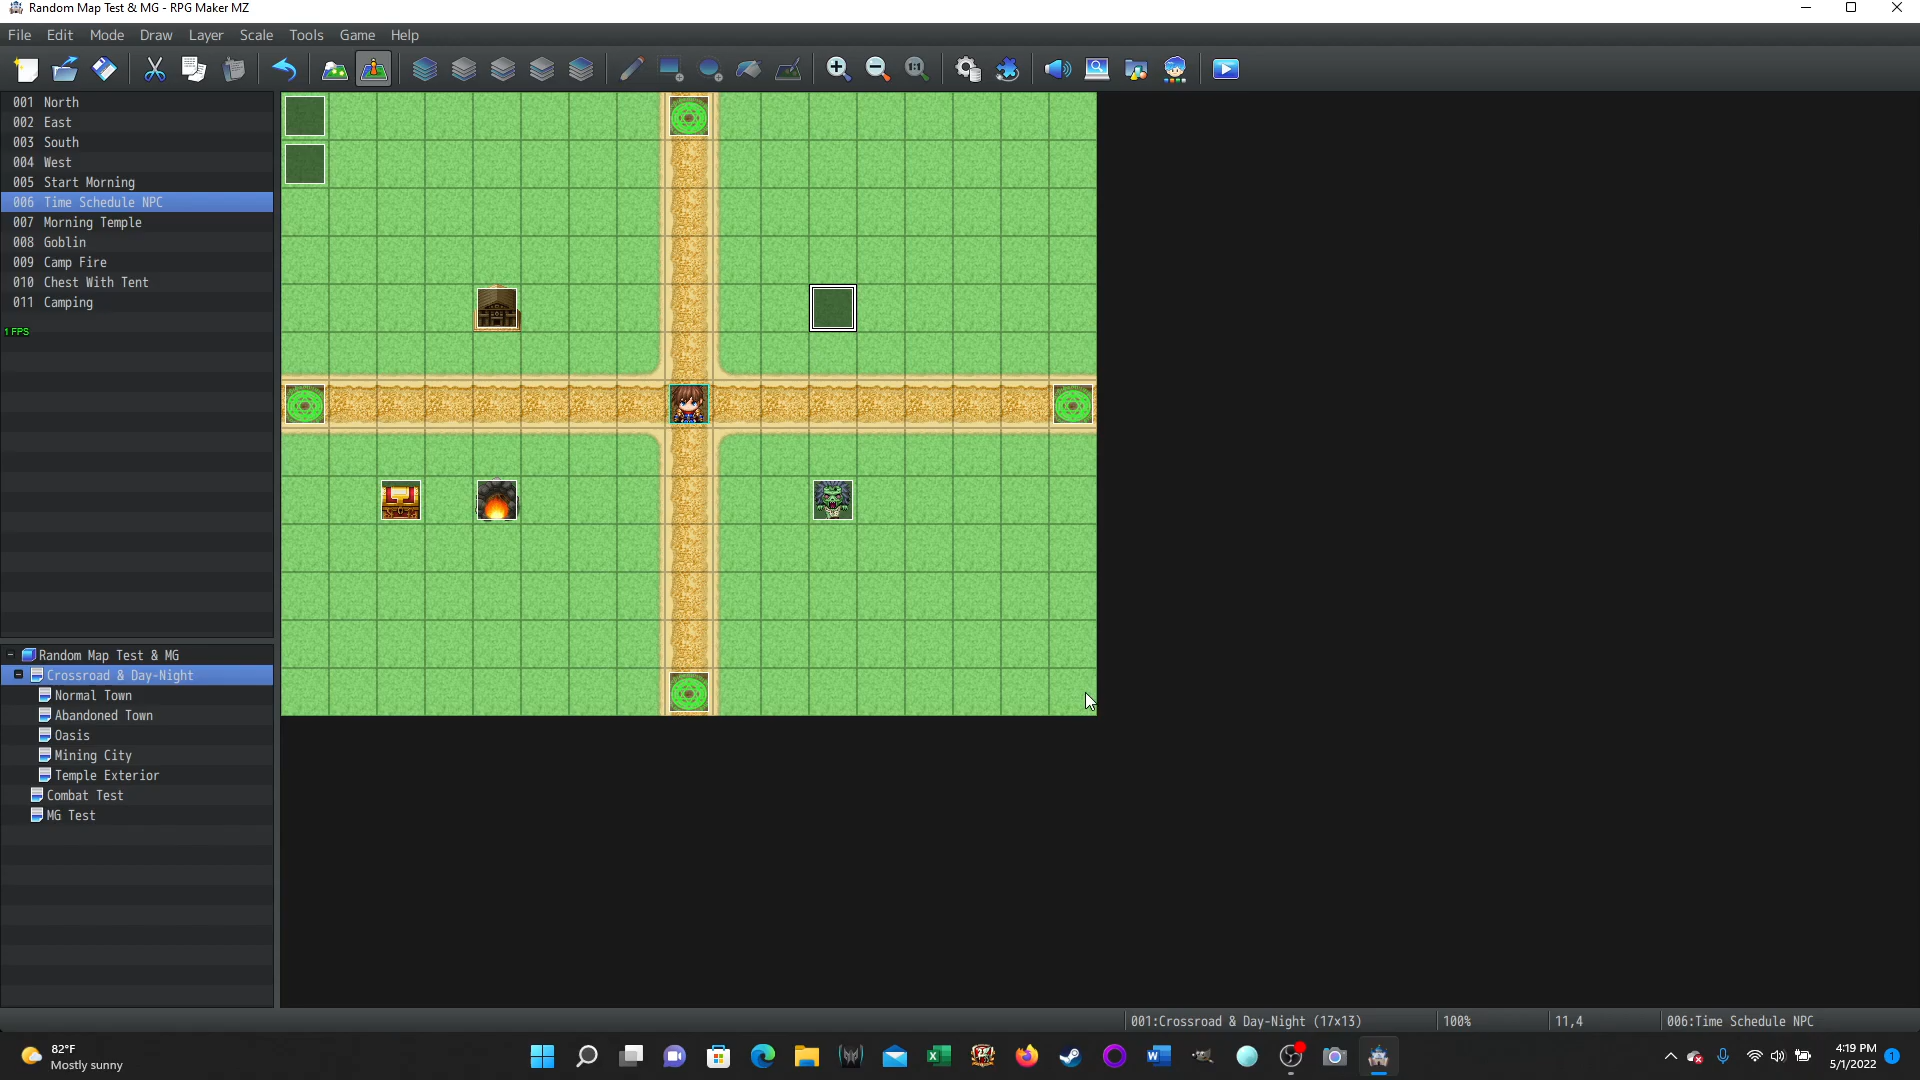 Random Map Test & MG - RPG Maker MZ
File Edit Mode Draw Layer Scale Tools Game Help
1:1
001 North
002 East
003 South
004 West
005 Start Morning
006 Time Schedule NPC
007 Morning Temple
008 Goblin
009 Camp Fire
010 Chest With Tent
011 Camping
1 FPS
Random Map Test & MG
Crossroad & Day-Night
Normal Town
Abandoned Town
Oasis
Mining City
Temple Exterior
Combat Test
MG Test
001:Crossroad & Day-Night (17x13) 100% 11,4 006:Time Schedule NPC
82°F
Mostly sunny
4:19 PM
5/1/2022
1